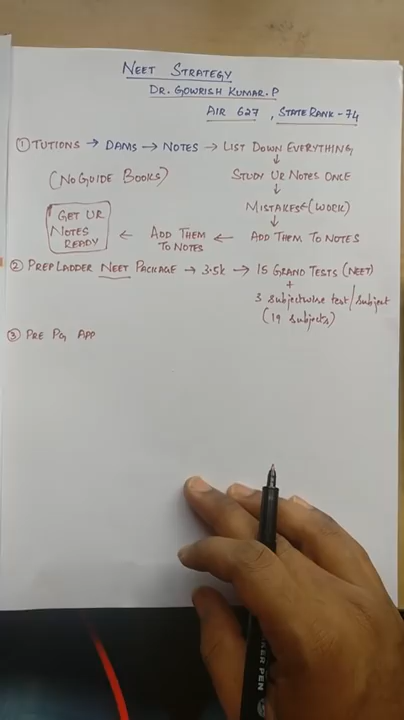 NEET STRATEGY
DR. GOWRISH KUMAR. P
AIR 627 , STATE RANK - 74
① TUTIONS → DAMS → NOTES → LIST DOWN EVERYTHING
(NO GUIDE BOOKS)
↓
STUDY UR NOTES ONCE
↓
MISTAKES ← (WORK)
↓
GET UR NOTES READY ← ADD THEM TO NOTES ← ADD THEM TO NOTES
② PREPLADDER NEET PACKAGE → 3.5k → 15 GRAND TESTS (NEET)
+
3 subjectwise test/subject
(19 subjects)
③ PRE PG APP
KER PEN